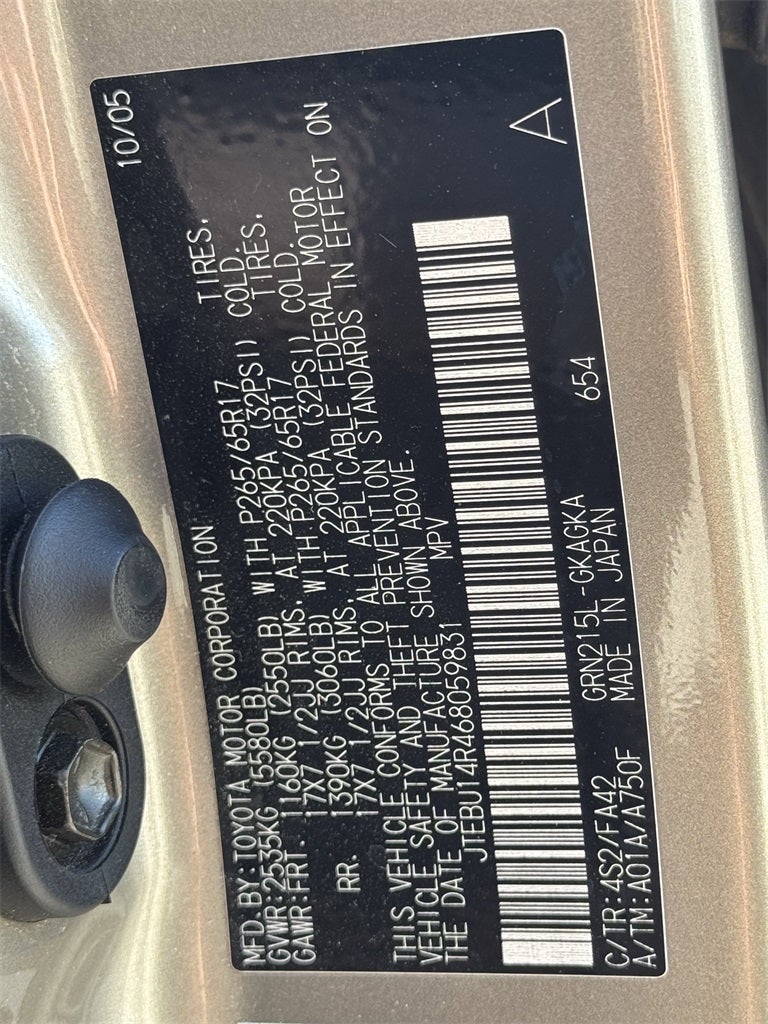 MFD.BY:TOYOTA MOTOR CORPORATION 10/05
GVWR:2535KG (5580LB)
GAWR:FRT. 1160KG (2550LB) WITH P265/65R17 TIRES,
17X7 1/2JJ RIMS, AT 220KPA (32PSI) COLD.
RR. 1390KG (3060LB) WITH P265/65R17 TIRES,
17X7 1/2JJ RIMS, AT 220KPA (32PSI) COLD.
THIS VEHICLE CONFORMS TO ALL APPLICABLE FEDERAL MOTOR
VEHICLE SAFETY AND THEFT PREVENTION STANDARDS IN EFFECT ON
THE DATE OF MANUFACTURE SHOWN ABOVE.
JTEBU14R468059831 MPV
A
C/TR:4S2/FA42 GRN215L-GKAGKA 654
A/TM:A01A/A750F MADE IN JAPAN